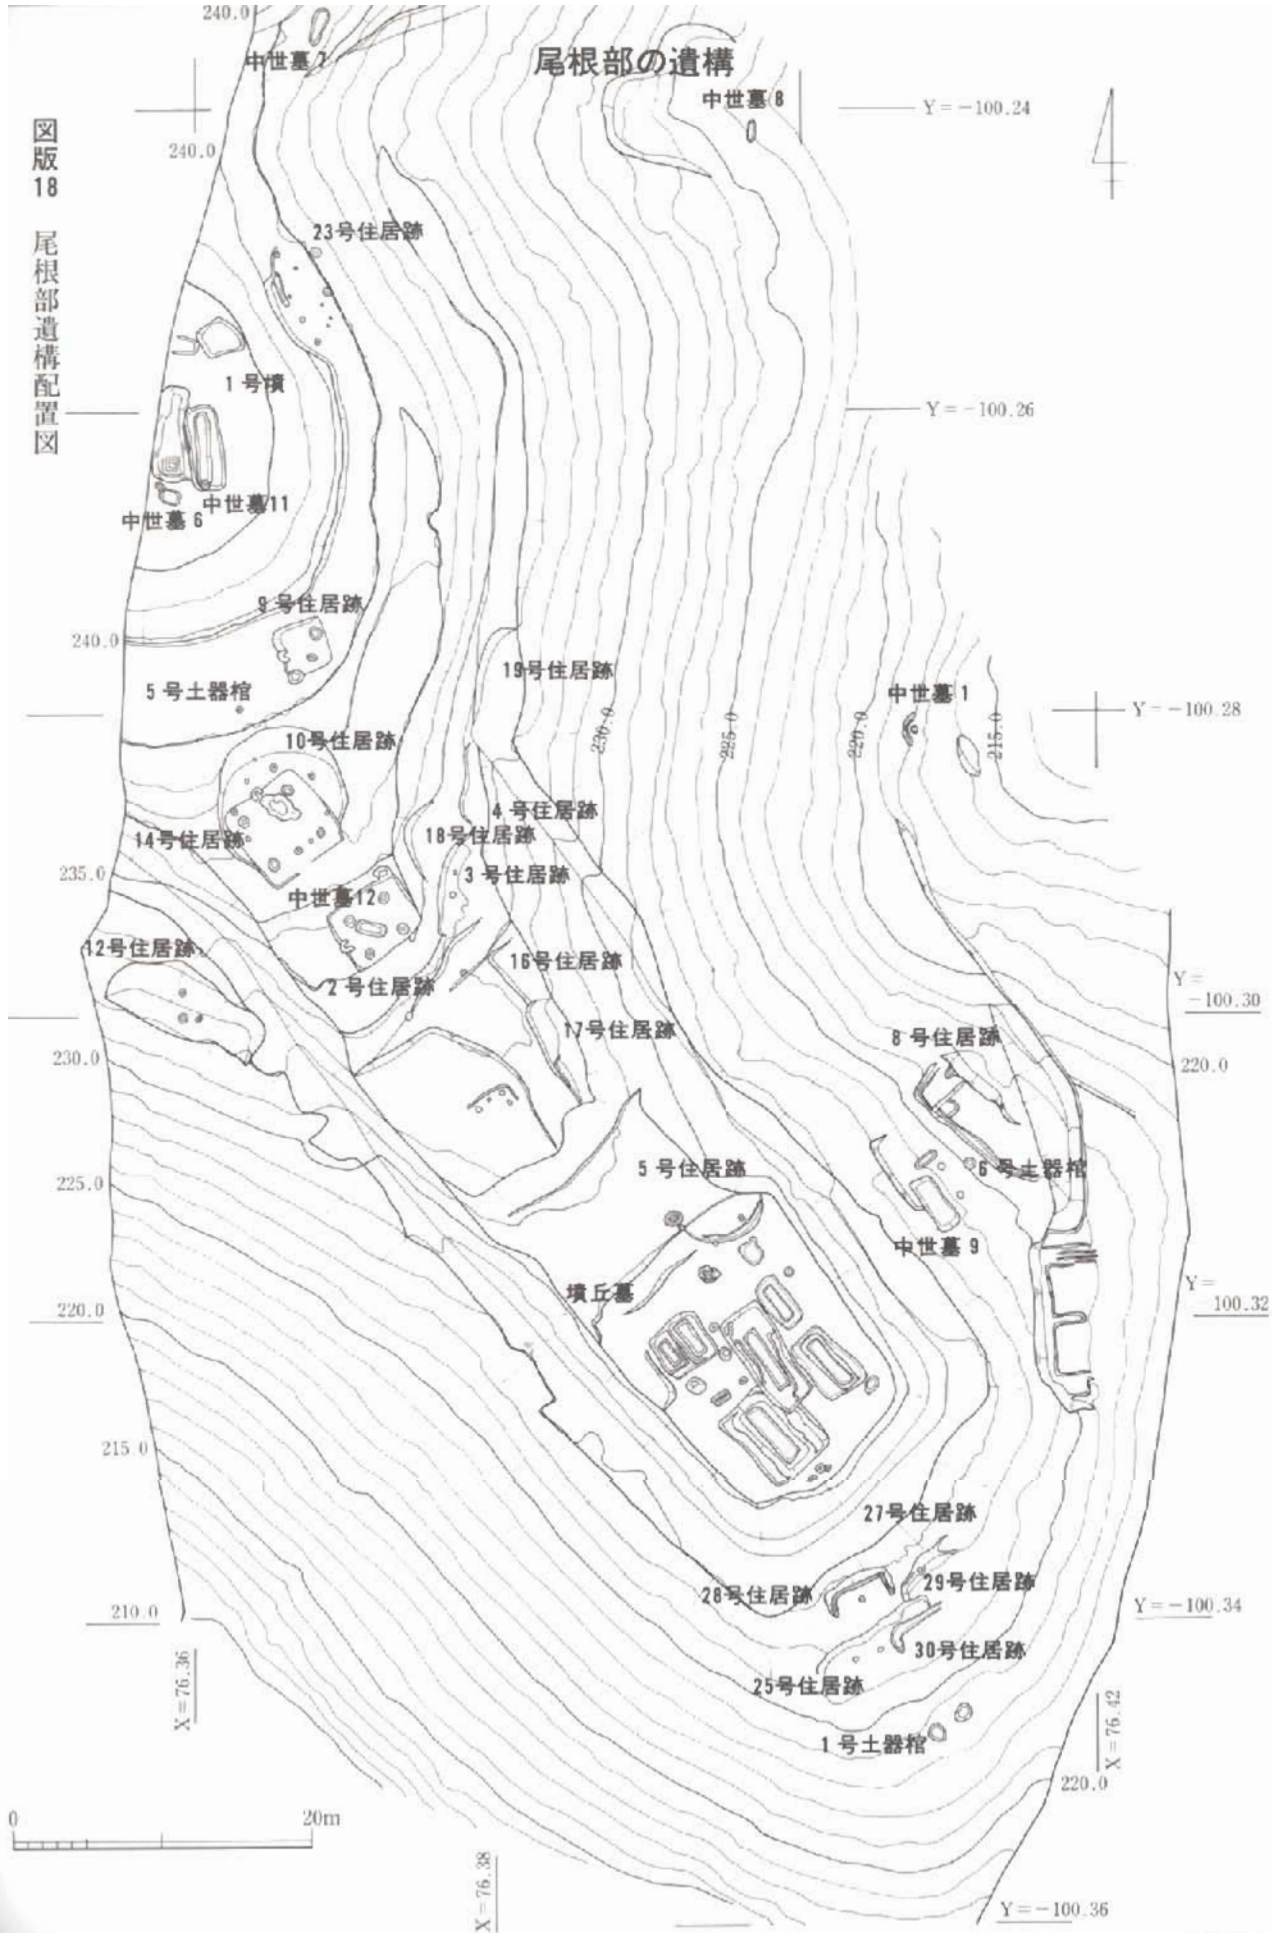 尾根部の遺構
図版18 尾根部遺構配置図
240.0
中世墓7
中世墓8
Y=-100.24
240.0
23号住居跡
1号墳
Y=-100.26
中世墓11
中世墓6
9号住居跡
240.0
19号住居跡
5号土器棺
中世墓1
Y=-100.28
10号住居跡
230.0
225.0
220.0
215.0
4号住居跡
18号住居跡
14号住居跡
235.0
3号住居跡
中世墓12
12号住居跡
16号住居跡
2号住居跡
Y=
-100.30
17号住居跡
8号住居跡
230.0
220.0
5号住居跡
6号土器棺
225.0
中世墓9
墳丘墓
Y=
100.32
220.0
215.0
27号住居跡
28号住居跡
29号住居跡
210.0
Y=-100.34
30号住居跡
25号住居跡
X=76.36
X=76.42
1号土器棺
220.0
0
20m
X=76.38
Y=-100.36